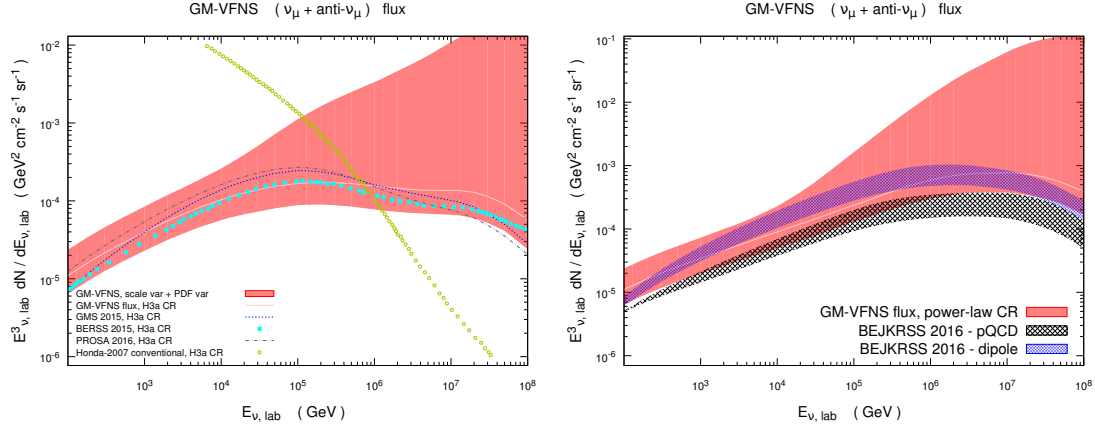 GM-VFNS ( νμ + anti-νμ ) flux
10^-2
10^-3
10^-4
10^-5
10^-6
E^3_ν, lab dN / dE_ν, lab ( GeV^2 cm^-2 s^-1 sr^-1 )
GM-VFNS, scale var + PDF var
GM-VFNS flux, H3a CR
GMS 2015, H3a CR
BERSS 2015, H3a CR
PROSA 2016, H3a CR
Honda-2007 conventional, H3a CR
10^3 10^4 10^5 10^6 10^7 10^8
E_ν, lab ( GeV )
GM-VFNS ( νμ + anti-νμ ) flux
10^-1
10^-2
10^-3
10^-4
10^-5
10^-6
E^3_ν, lab dN / dE_ν, lab ( GeV^2 cm^-2 s^-1 sr^-1 )
GM-VFNS flux, power-law CR
BEJKRSS 2016 - pQCD
BEJKRSS 2016 - dipole
10^3 10^4 10^5 10^6 10^7 10^8
E_ν, lab ( GeV )